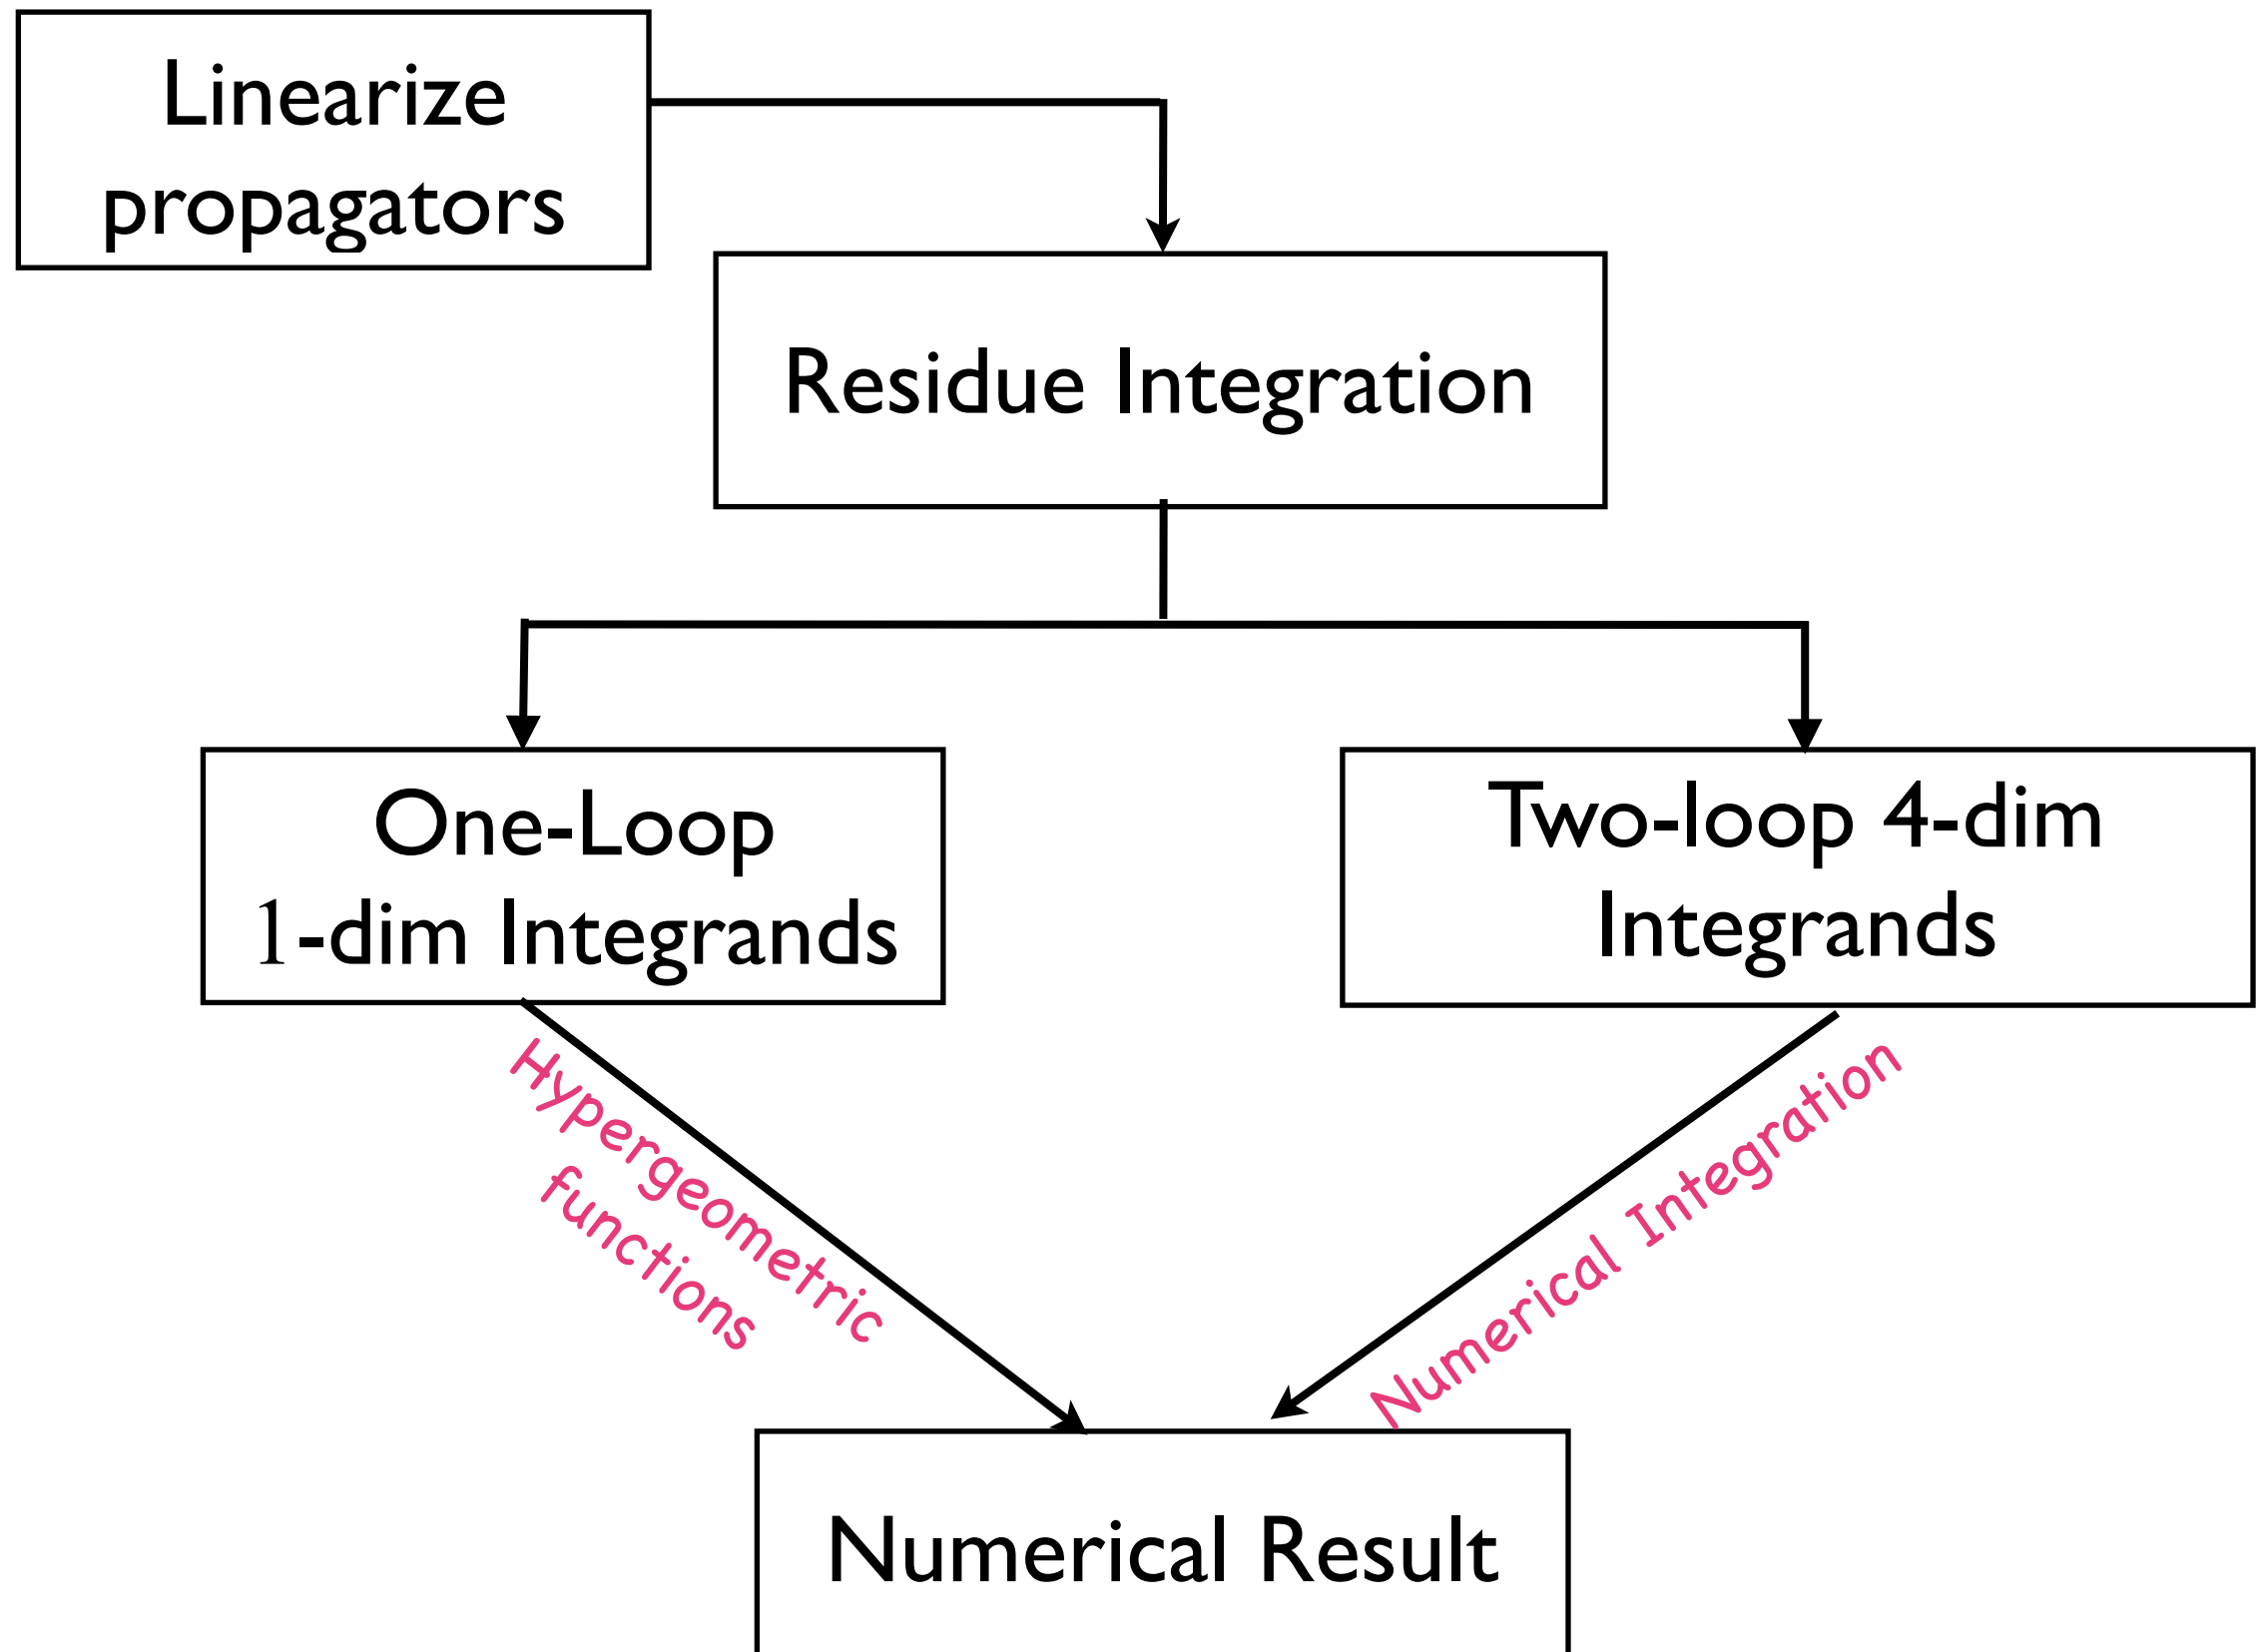 Linearize
propagators
Residue Integration
One-Loop
1-dim Integrands
Two-loop 4-dim
Integrands
Hypergeometric
functions
Numerical Integration
Numerical Result